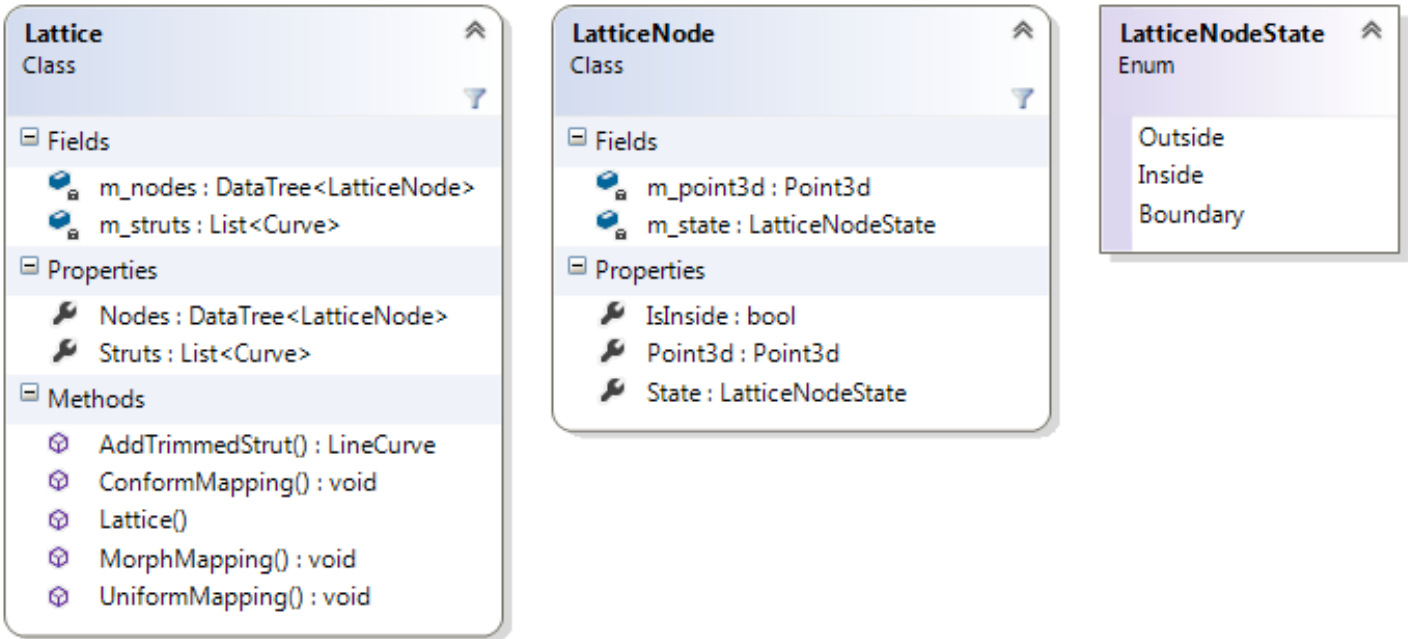 Lattice
Class
Fields
m_nodes : DataTree<LatticeNode>
m_struts : List<Curve>
Properties
Nodes : DataTree<LatticeNode>
Struts : List<Curve>
Methods
AddTrimmedStrut() : LineCurve
ConformMapping() : void
Lattice()
MorphMapping() : void
UniformMapping() : void
LatticeNode
Class
Fields
m_point3d : Point3d
m_state : LatticeNodeState
Properties
IsInside : bool
Point3d : Point3d
State : LatticeNodeState
LatticeNodeState
Enum
Outside
Inside
Boundary